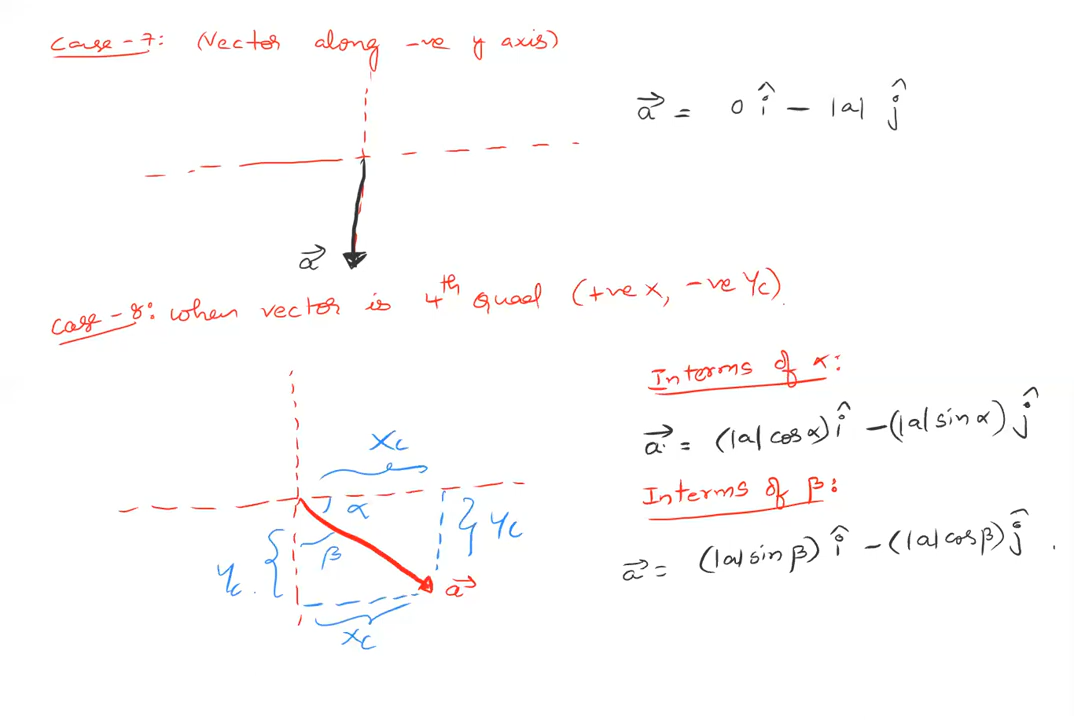 Case-7: (Vector along -ve y axis)
a⃗ = 0 î - |a| ĵ
a⃗
Case-8: when vector is 4th Quad (+ve x, -ve Yc).
Interms of α:
a⃗ = (|a| cos α) î - (|a| sin α) ĵ
Interms of β:
a⃗ = (|a| sin β) î - (|a| cos β) ĵ .
Xc
α
Yc
β
Yc .
a⃗
Xc